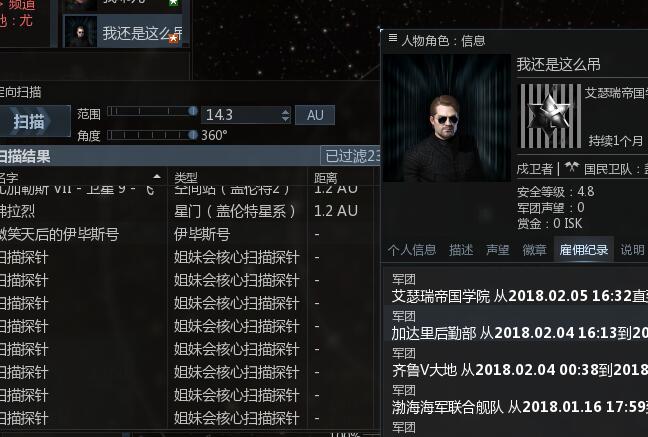 频道
也：尤
我还是这么吊
定向扫描
扫描
范围
14.3
AU
角度
360°
扫描结果
已过滤23
名字
类型
距离
尤加勒斯 VII - 卫星 9 - 飞
空间站（盖伦特2）
1.2 AU
弗拉烈
星门（盖伦特星系）
1.2 AU
微笑天后的伊毕斯号
伊毕斯号
-
扫描探针
姐妹会核心扫描探针
-
扫描探针
姐妹会核心扫描探针
-
扫描探针
姐妹会核心扫描探针
-
扫描探针
姐妹会核心扫描探针
-
扫描探针
姐妹会核心扫描探针
-
扫描探针
姐妹会核心扫描探针
-
扫描探针
姐妹会核心扫描探针
-
扫描探针
姐妹会核心扫描探针
-
100%
人物角色：信息
我还是这么吊
艾瑟瑞帝国学
持续1个月
戍卫者 | 国民卫队：
安全等级：4.8
军团声望：0
赏金：0 ISK
个人信息
描述
声望
徽章
雇佣纪录
说明
军团
艾瑟瑞帝国学院 从2018.02.05 16:32直
军团
加达里后勤部 从2018.02.04 16:13到20
军团
齐鲁V大地 从2018.02.04 00:38到2018
军团
渤海海军联合舰队 从2018.01.16 17:59
军团